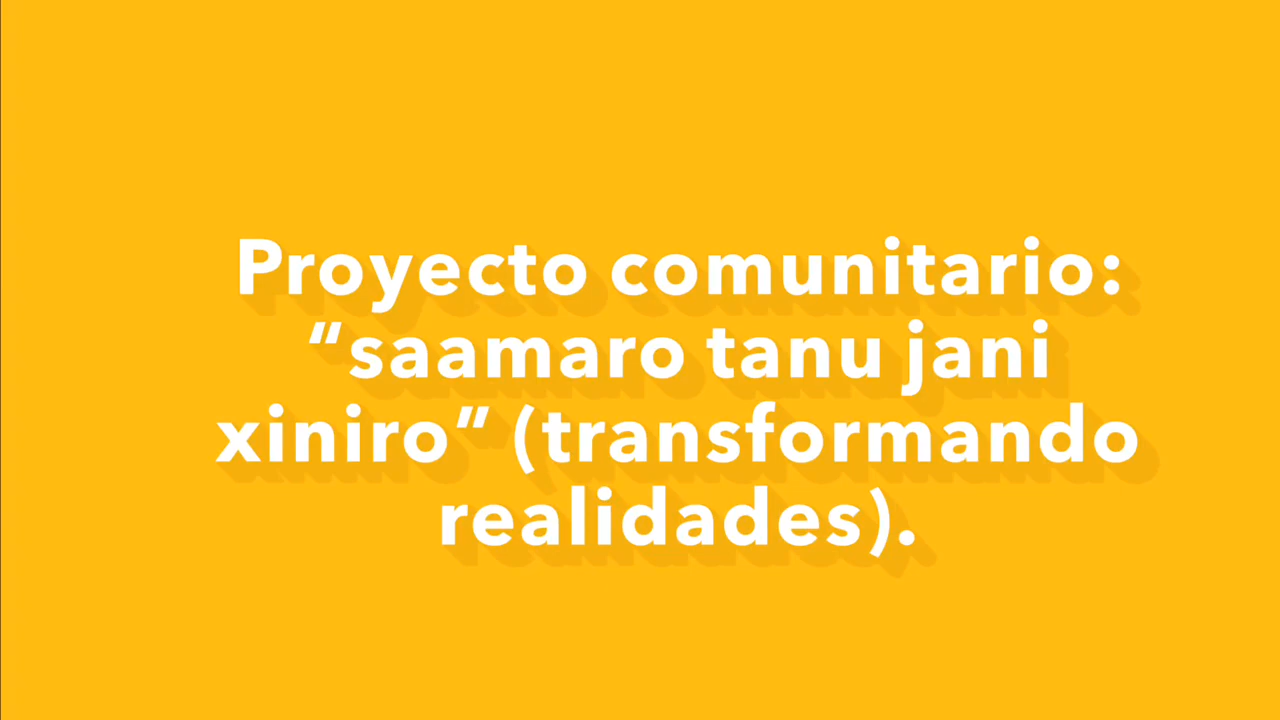 Proyecto comunitario:
“saamaro tanu jani
xiniro” (transformando
realidades).